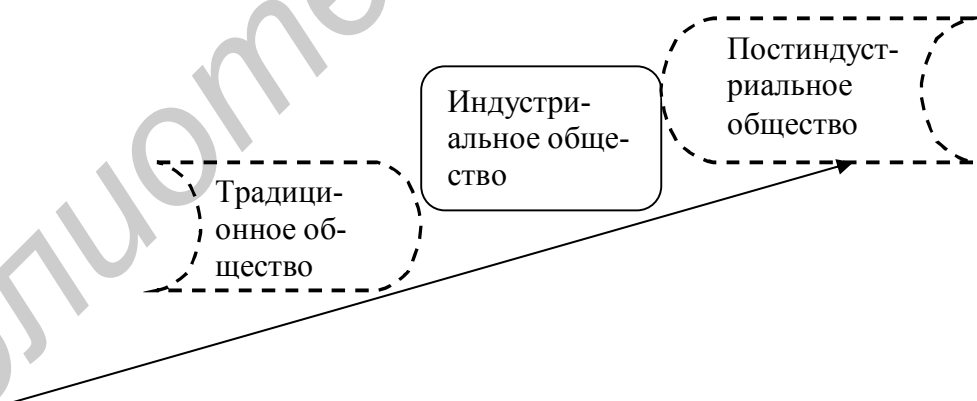 Традици-
онное об-
щество
Индустри-
альное обще-
ство
Постиндуст-
риальное
общество